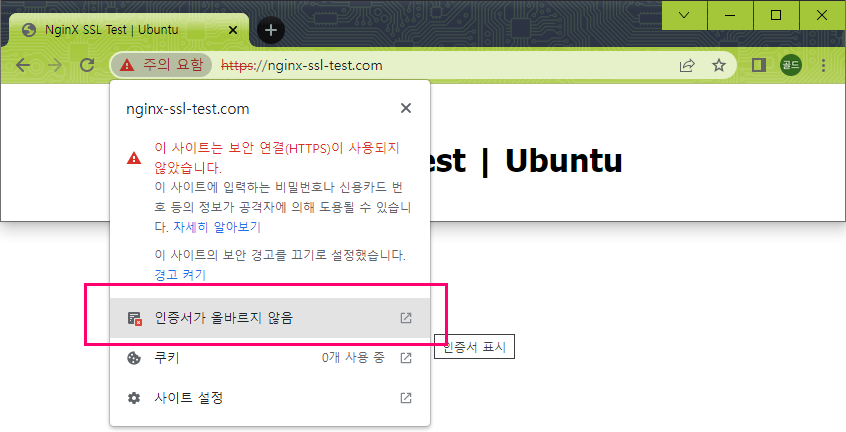 NginX SSL Test | Ubuntu
주의 요함
https://nginx-ssl-test.com
골드
nginx-ssl-test.com
est | Ubuntu
이 사이트는 보안 연결(HTTPS)이 사용되지
않았습니다.
이 사이트에 입력하는 비밀번호나 신용카드 번
호 등의 정보가 공격자에 의해 도용될 수 있습니
다. 자세히 알아보기
이 사이트의 보안 경고를 끄기로 설정했습니다.
경고 켜기
인증서가 올바르지 않음
인증서 표시
쿠키
0개 사용 중
사이트 설정